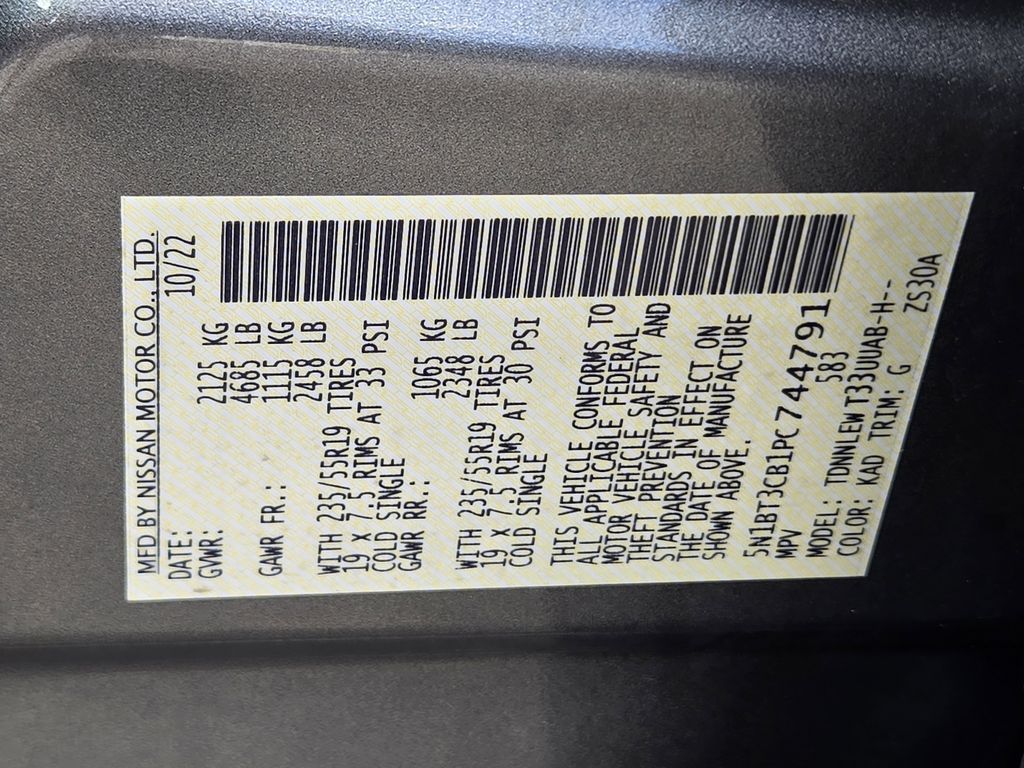 MFD BY NISSAN MOTOR CO., LTD.
DATE: 10/22
GVWR: 2125 KG
4685 LB
GAWR FR.: 1115 KG
2458 LB
WITH 235/55R19 TIRES
19 X 7.5 RIMS AT 33 PSI
COLD SINGLE
GAWR RR.: 1065 KG
2348 LB
WITH 235/55R19 TIRES
19 X 7.5 RIMS AT 30 PSI
COLD SINGLE
THIS VEHICLE CONFORMS TO
ALL APPLICABLE FEDERAL
MOTOR VEHICLE SAFETY AND
THEFT PREVENTION
STANDARDS IN EFFECT ON
THE DATE OF MANUFACTURE
SHOWN ABOVE.
5N1BT3CB1PC744791
MPV 583
MODEL: TDNNLEWT33UUAB-H--
COLOR: KAD TRIM: G
ZS30A